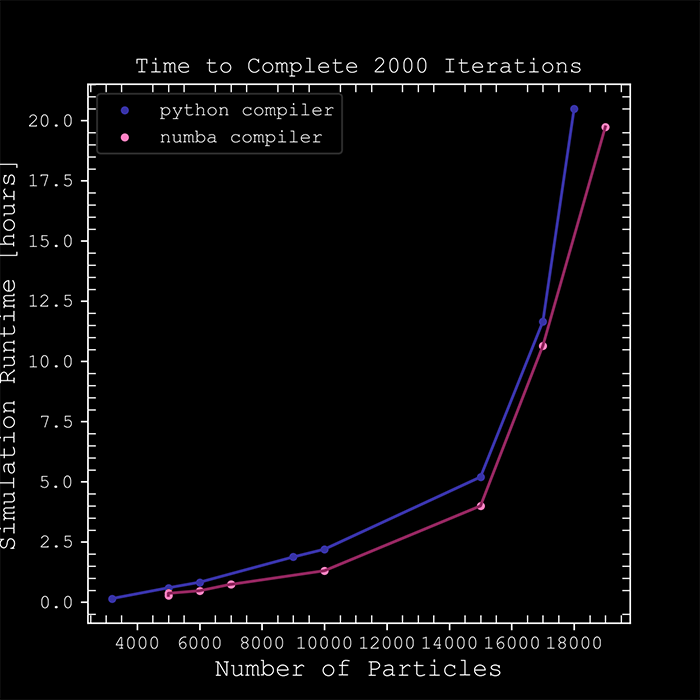 Time to Complete 2000 Iterations
python compiler
numba compiler
20.0
17.5
15.0
12.5
10.0
7.5
5.0
2.5
0.0
Simulation Runtime [hours]
4000 6000 8000 10000 12000 14000 16000 18000
Number of Particles